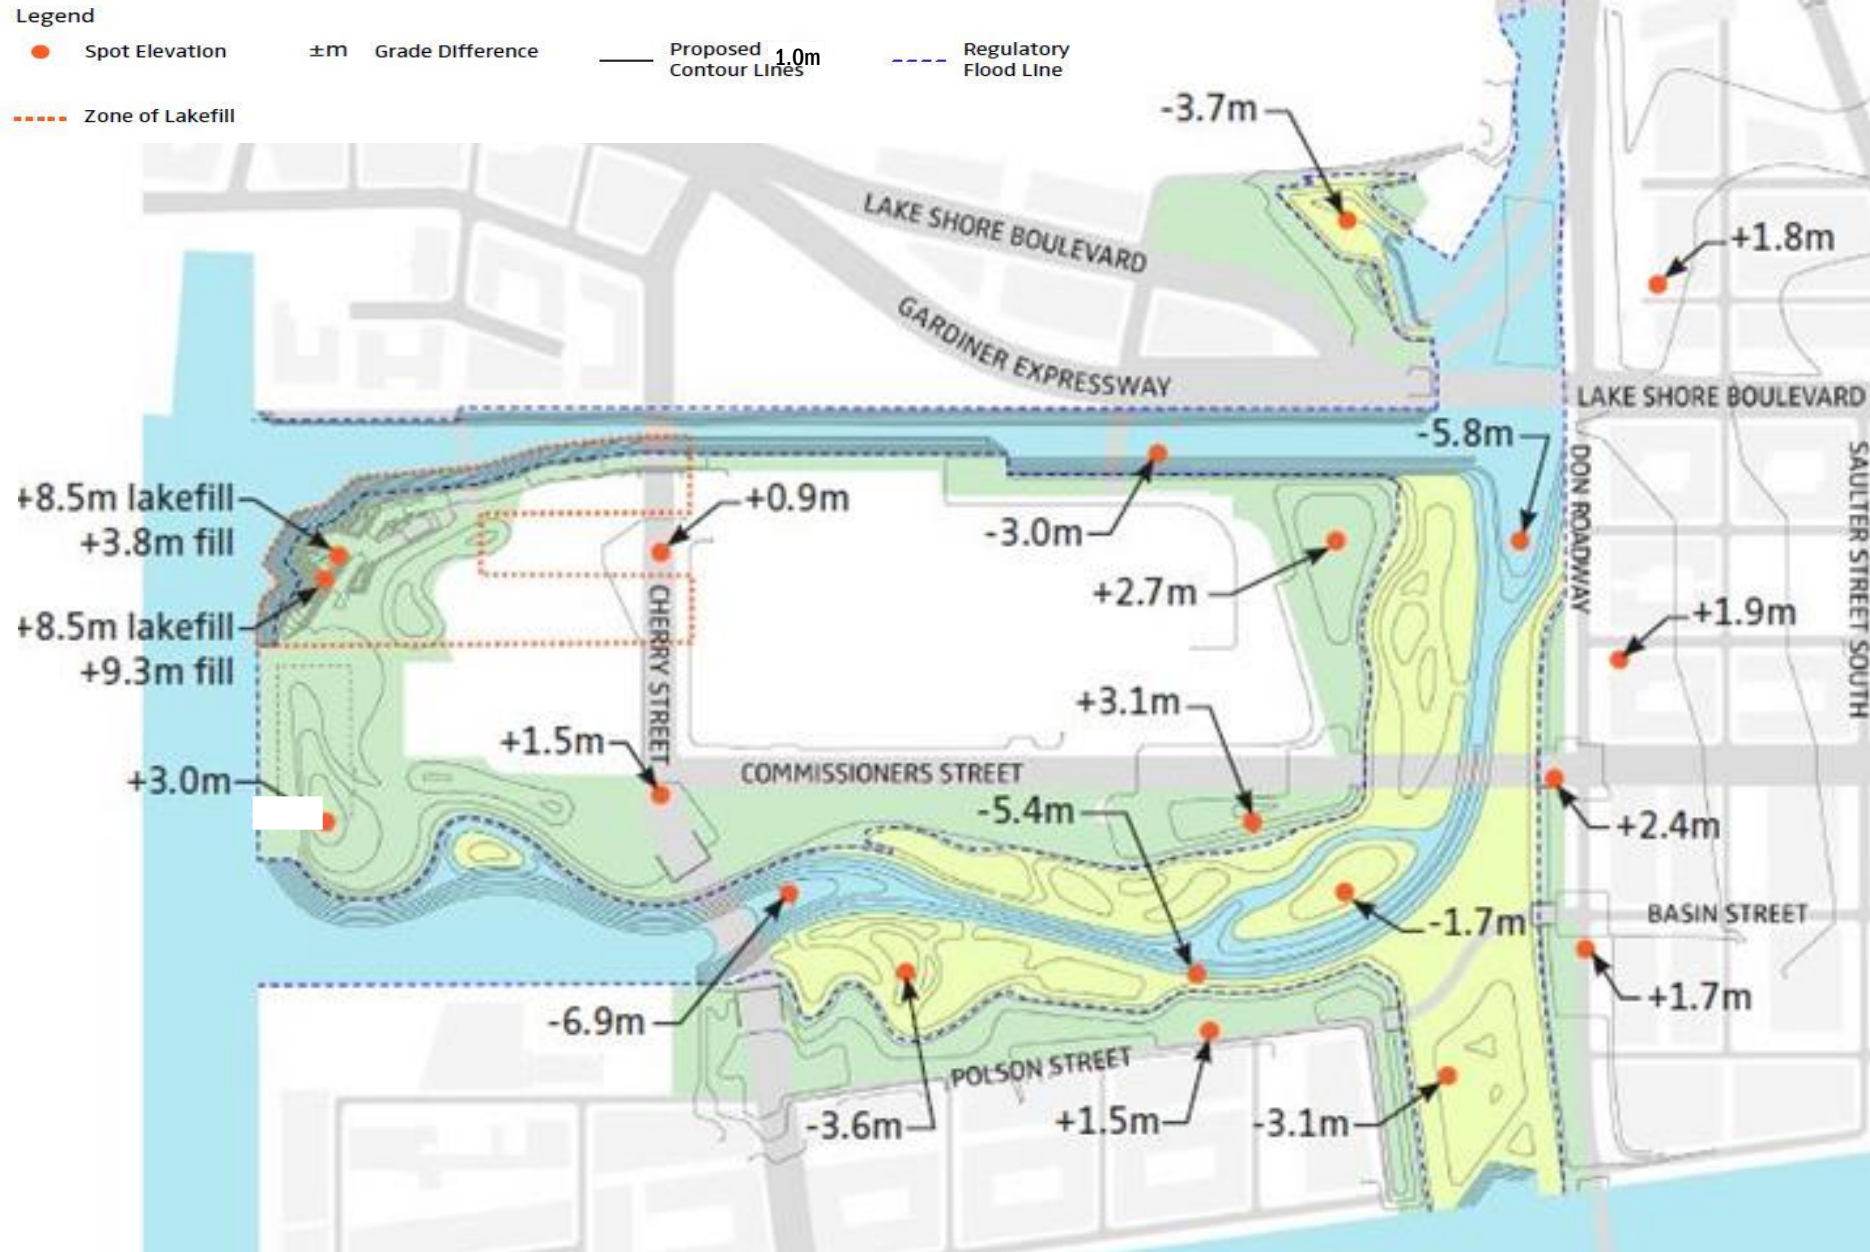 Legend
Spot Elevation
±m
Grade Difference
Proposed
Contour Lines
1.0m
Regulatory
Flood Line
Zone of Lakefill
-3.7m
LAKE SHORE BOULEVARD
+1.8m
GARDINER EXPRESSWAY
LAKE SHORE BOULEVARD
-5.8m
DON ROADWAY
SAULTER STREET SOUTH
+8.5m lakefill
+3.8m fill
+0.9m
-3.0m
+2.7m
+8.5m lakefill
+9.3m fill
CHERRY STREET
+1.9m
+3.1m
+1.5m
COMMISSIONERS STREET
+3.0m
-5.4m
+2.4m
-1.7m
BASIN STREET
+1.7m
-6.9m
POLSON STREET
-3.6m
+1.5m
-3.1m